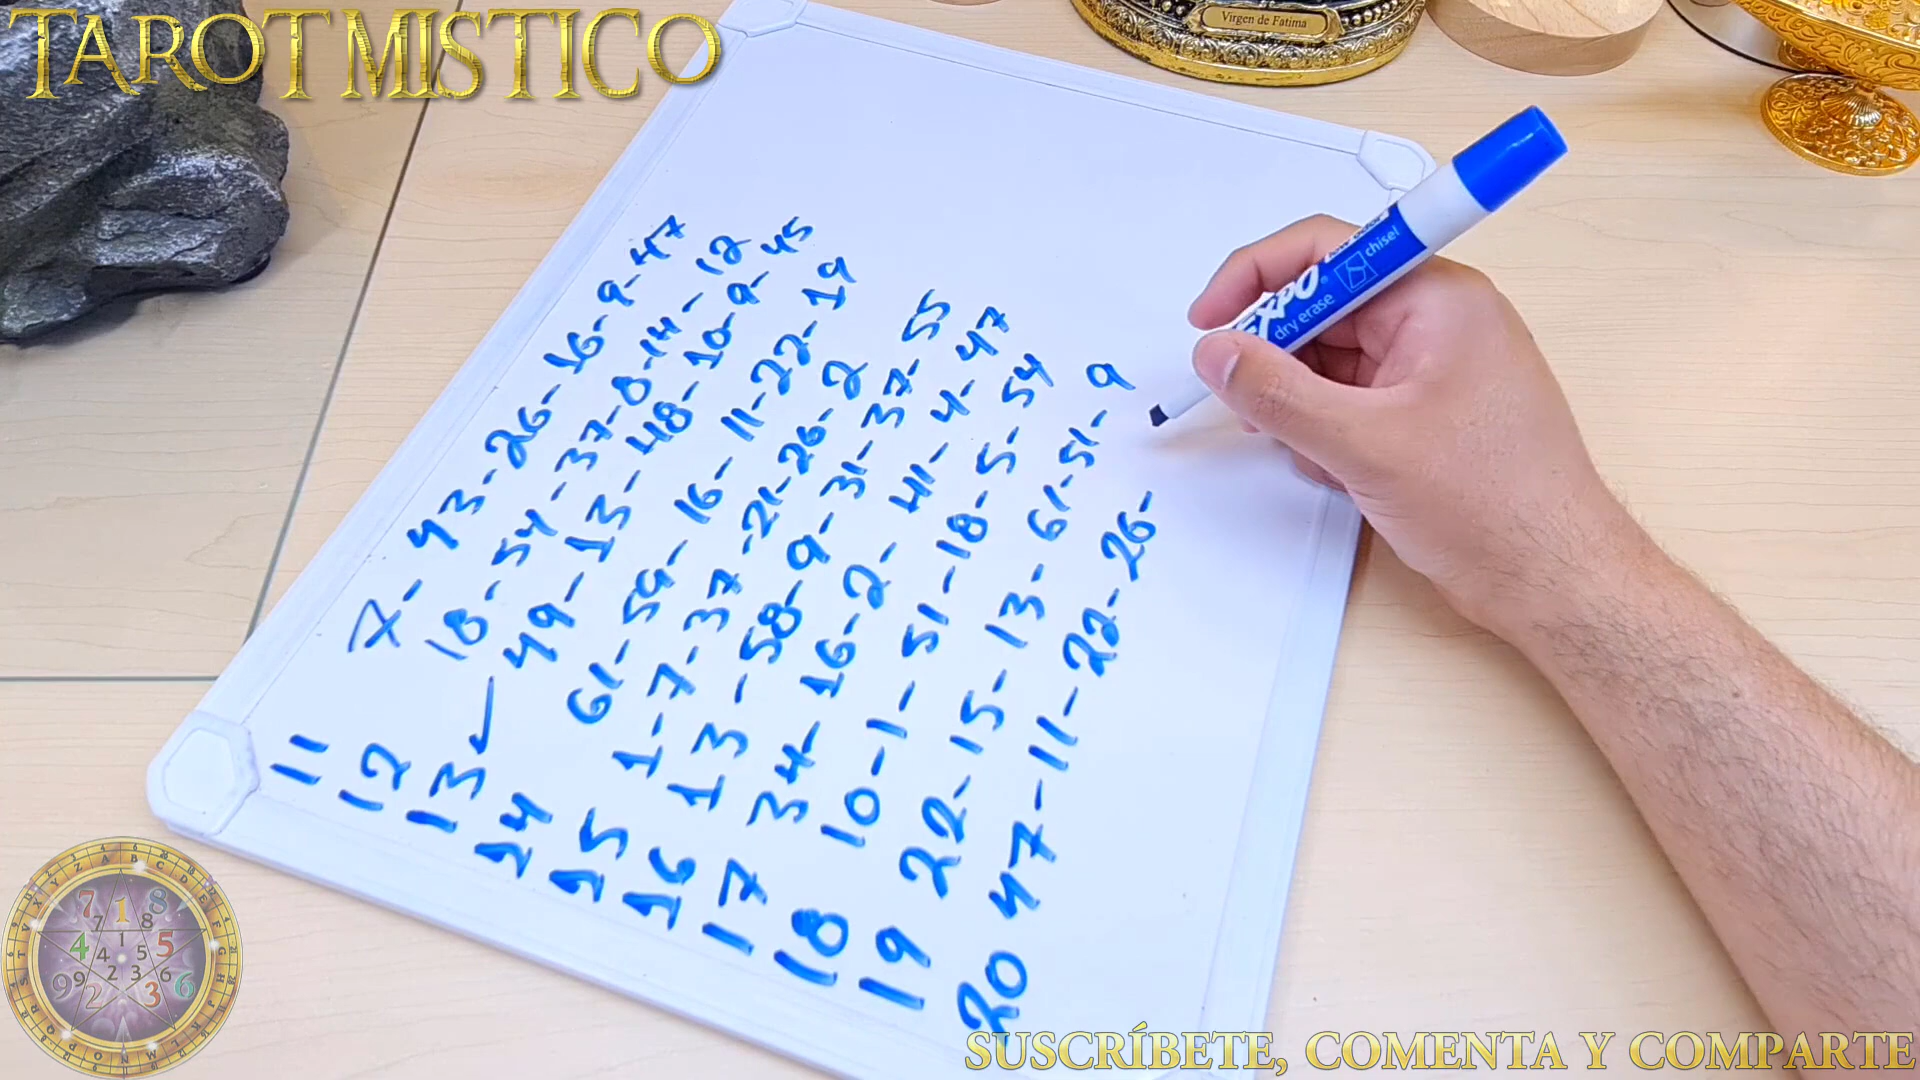 TAROT MISTICO
Virgen de Fatima
11 7-43-26-16-9-47
12 18-54-37-8-14-12
13 - 49-13-48-10-9-45
14 61-59-16-11-22-19
15 1-7-37-21-26-2
16 13-58-9-31-37-55
17 34-16-2-41-4-47
18 10-1-51-18-5-54
19 22-15-13-61-51-9
20 47-11-22-26-
EXPO
low odor
dry erase
chisel
SUSCRÍBETE, COMENTA Y COMPARTE